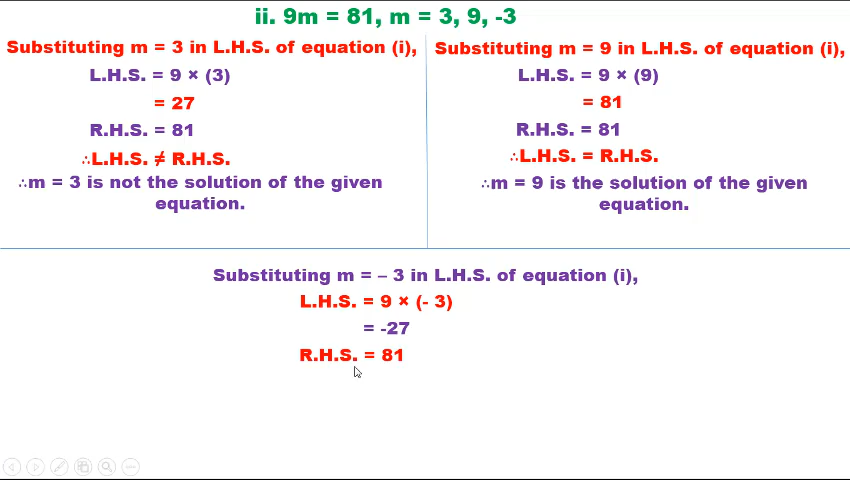 ii. 9m = 81, m = 3, 9, -3
Substituting m = 3 in L.H.S. of equation (i),
L.H.S. = 9 × (3)
= 27
R.H.S. = 81
∴L.H.S. ≠ R.H.S.
∴m = 3 is not the solution of the given
equation.
Substituting m = 9 in L.H.S. of equation (i),
L.H.S. = 9 × (9)
= 81
R.H.S. = 81
∴L.H.S. = R.H.S.
∴m = 9 is the solution of the given
equation.
Substituting m = – 3 in L.H.S. of equation (i),
L.H.S. = 9 × (- 3)
= -27
R.H.S. = 81